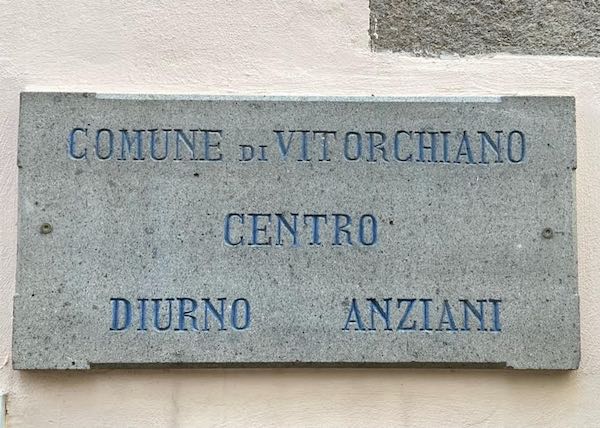 COMUNE DI VITORCHIANO
CENTRO
DIURNO ANZIANI